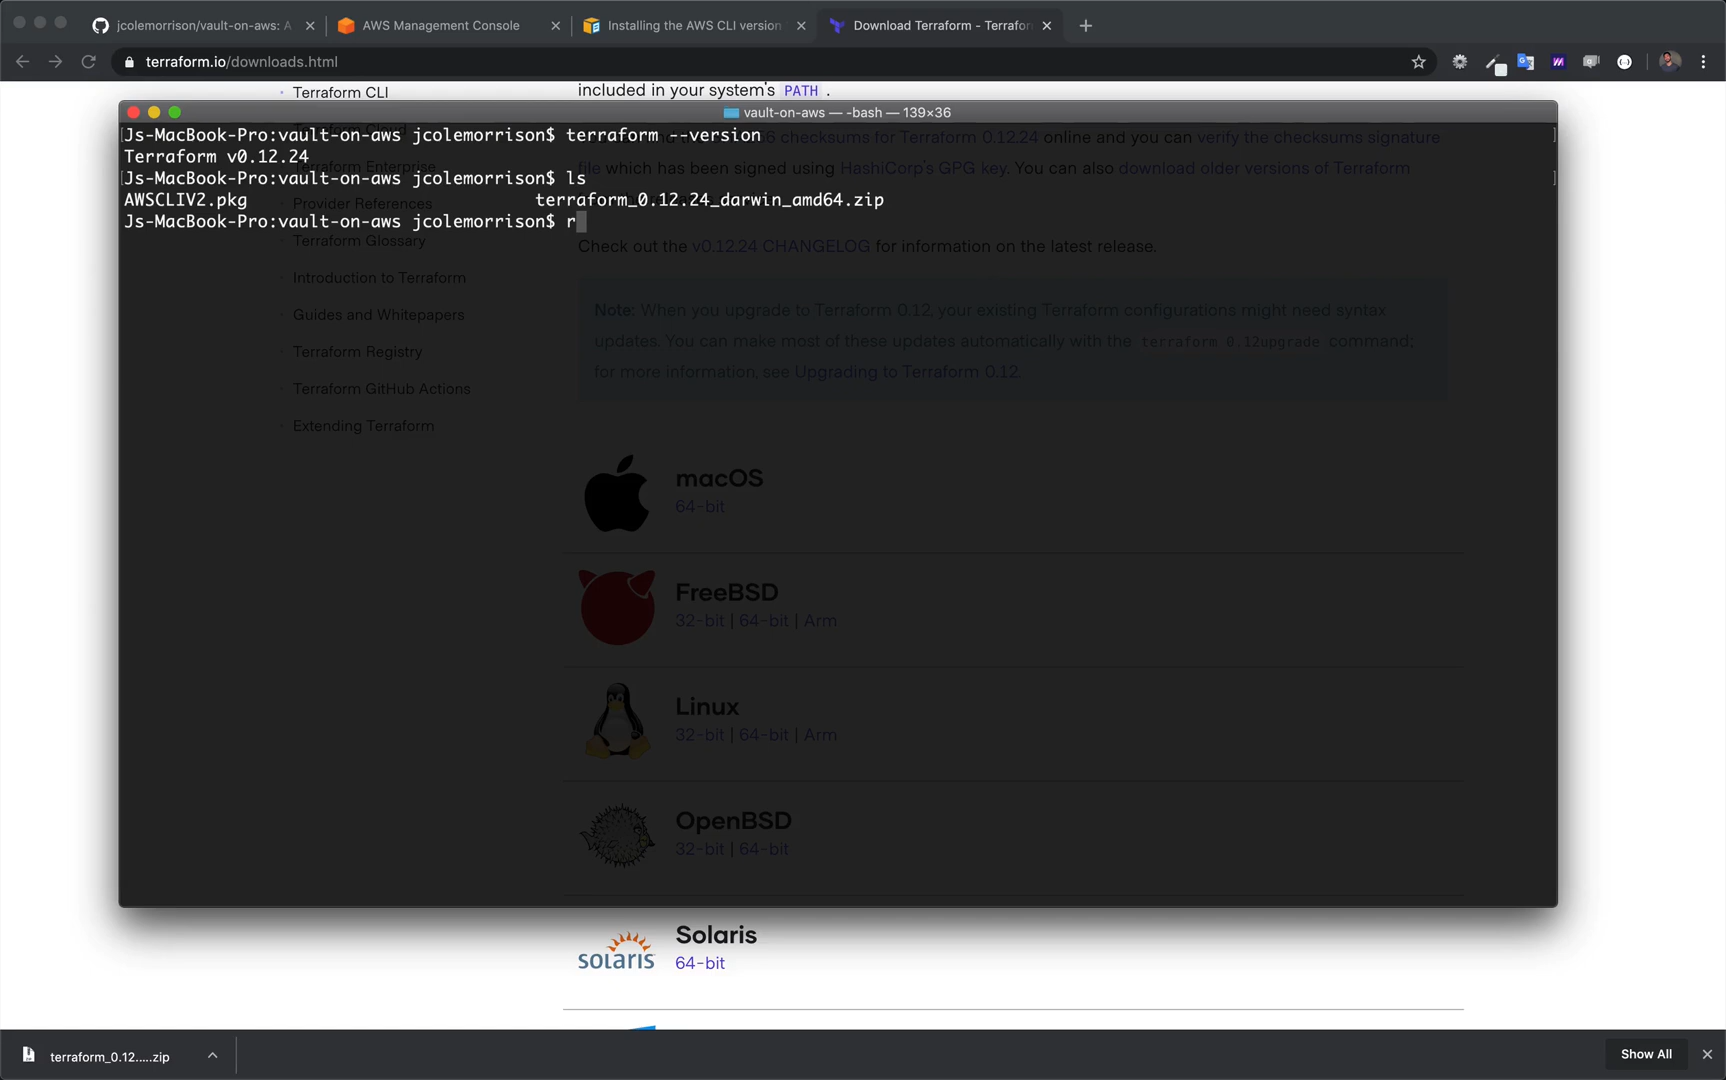 jcolemorrison/vault-on-aws: A
AWS Management Console
Installing the AWS CLI version
Download Terraform - Terrafor
terraform.io/downloads.html
Terraform CLI
included in your system's PATH .
vault-on-aws — -bash — 139×36
Js-MacBook-Pro:vault-on-aws jcolemorrison$ terraform --version
checksums for Terraform 0.12.24 online and you can verify the checksums signature
Terraform v0.12.24
Terraform Enterprise
file which has been signed using HashiCorp's GPG key. You can also download older versions of Terraform
Js-MacBook-Pro:vault-on-aws jcolemorrison$ ls
AWSCLIV2.pkg terraform_0.12.24_darwin_amd64.zip
Provider References
Js-MacBook-Pro:vault-on-aws jcolemorrison$ r
Terraform Glossary
Check out the v0.12.24 CHANGELOG for information on the latest release.
Introduction to Terraform
Guides and Whitepapers
Terraform Registry
Terraform GitHub Actions
Extending Terraform
Note: When you upgrade to Terraform 0.12, your existing Terraform configurations might need syntax
updates. You can make most of these updates automatically with the terraform 0.12upgrade command;
for more information, see Upgrading to Terraform 0.12.
macOS
64-bit
FreeBSD
32-bit | 64-bit | Arm
Linux
32-bit | 64-bit | Arm
OpenBSD
32-bit | 64-bit
SOLARIS
Solaris
64-bit
terraform_0.12.....zip
Show All